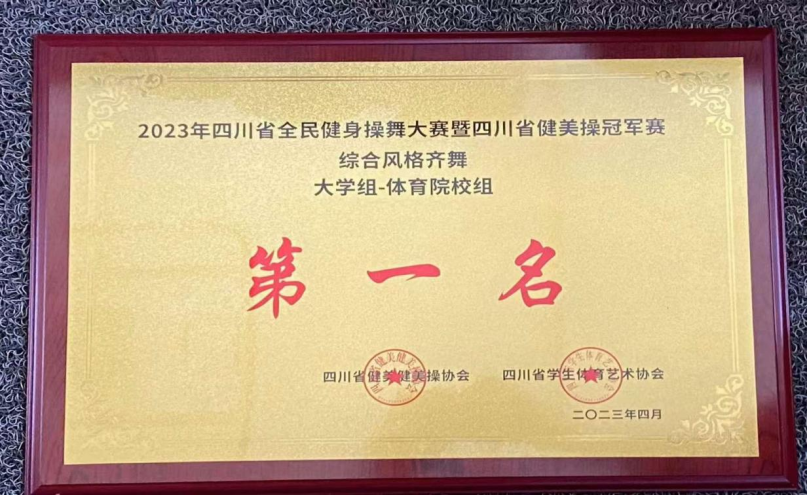 2023年四川省全民健身操舞大赛暨四川省健美操冠军赛
综合风格齐舞
大学组-体育院校组
第一名
四川省健美健美操协会 四川省学生体育艺术协会
二〇二三年四月